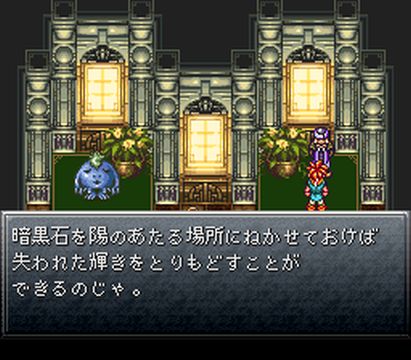 暗黒石を陽のあたる場所にねかせておけば
失われた輝きをとりもどすことが
できるのじゃ。